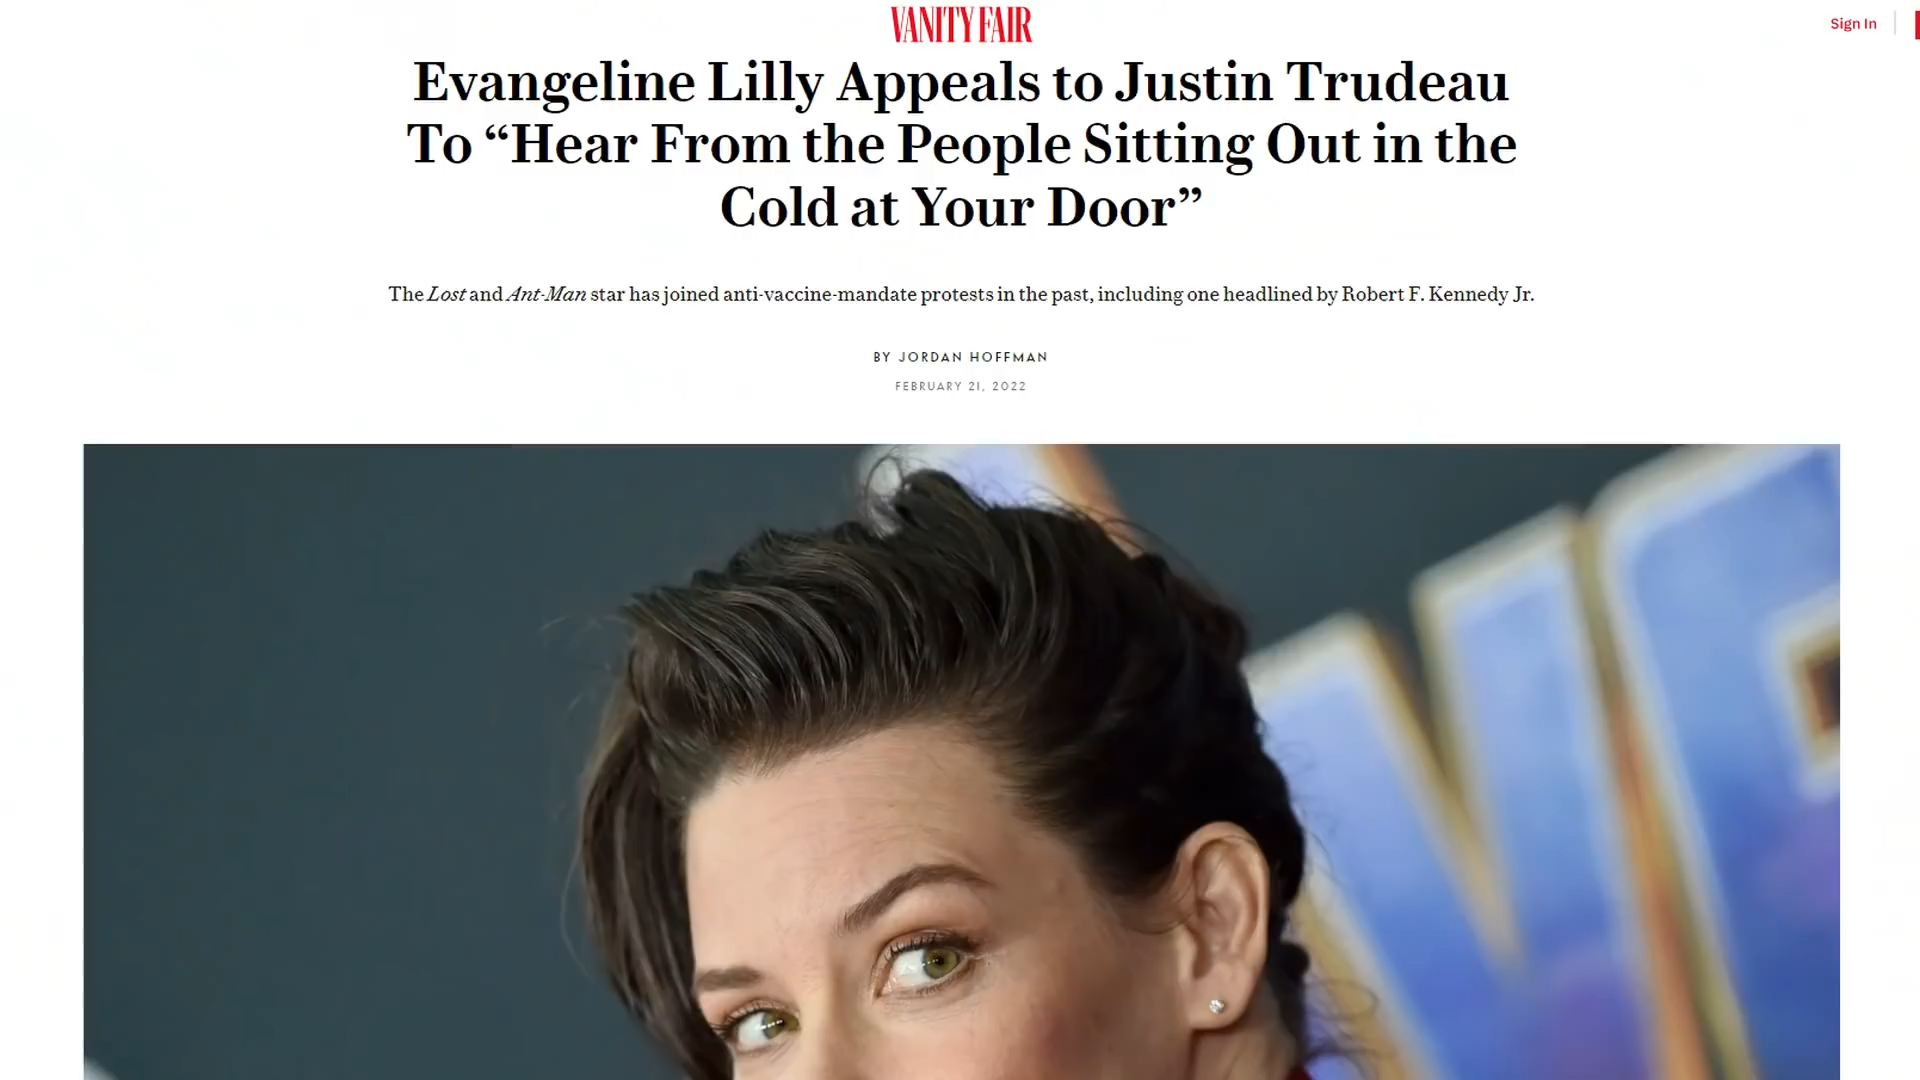 VANITY FAIR
Sign In
Evangeline Lilly Appeals to Justin Trudeau
To “Hear From the People Sitting Out in the
Cold at Your Door”
The Lost and Ant-Man star has joined anti-vaccine-mandate protests in the past, including one headlined by Robert F. Kennedy Jr.
BY JORDAN HOFFMAN
FEBRUARY 21, 2022